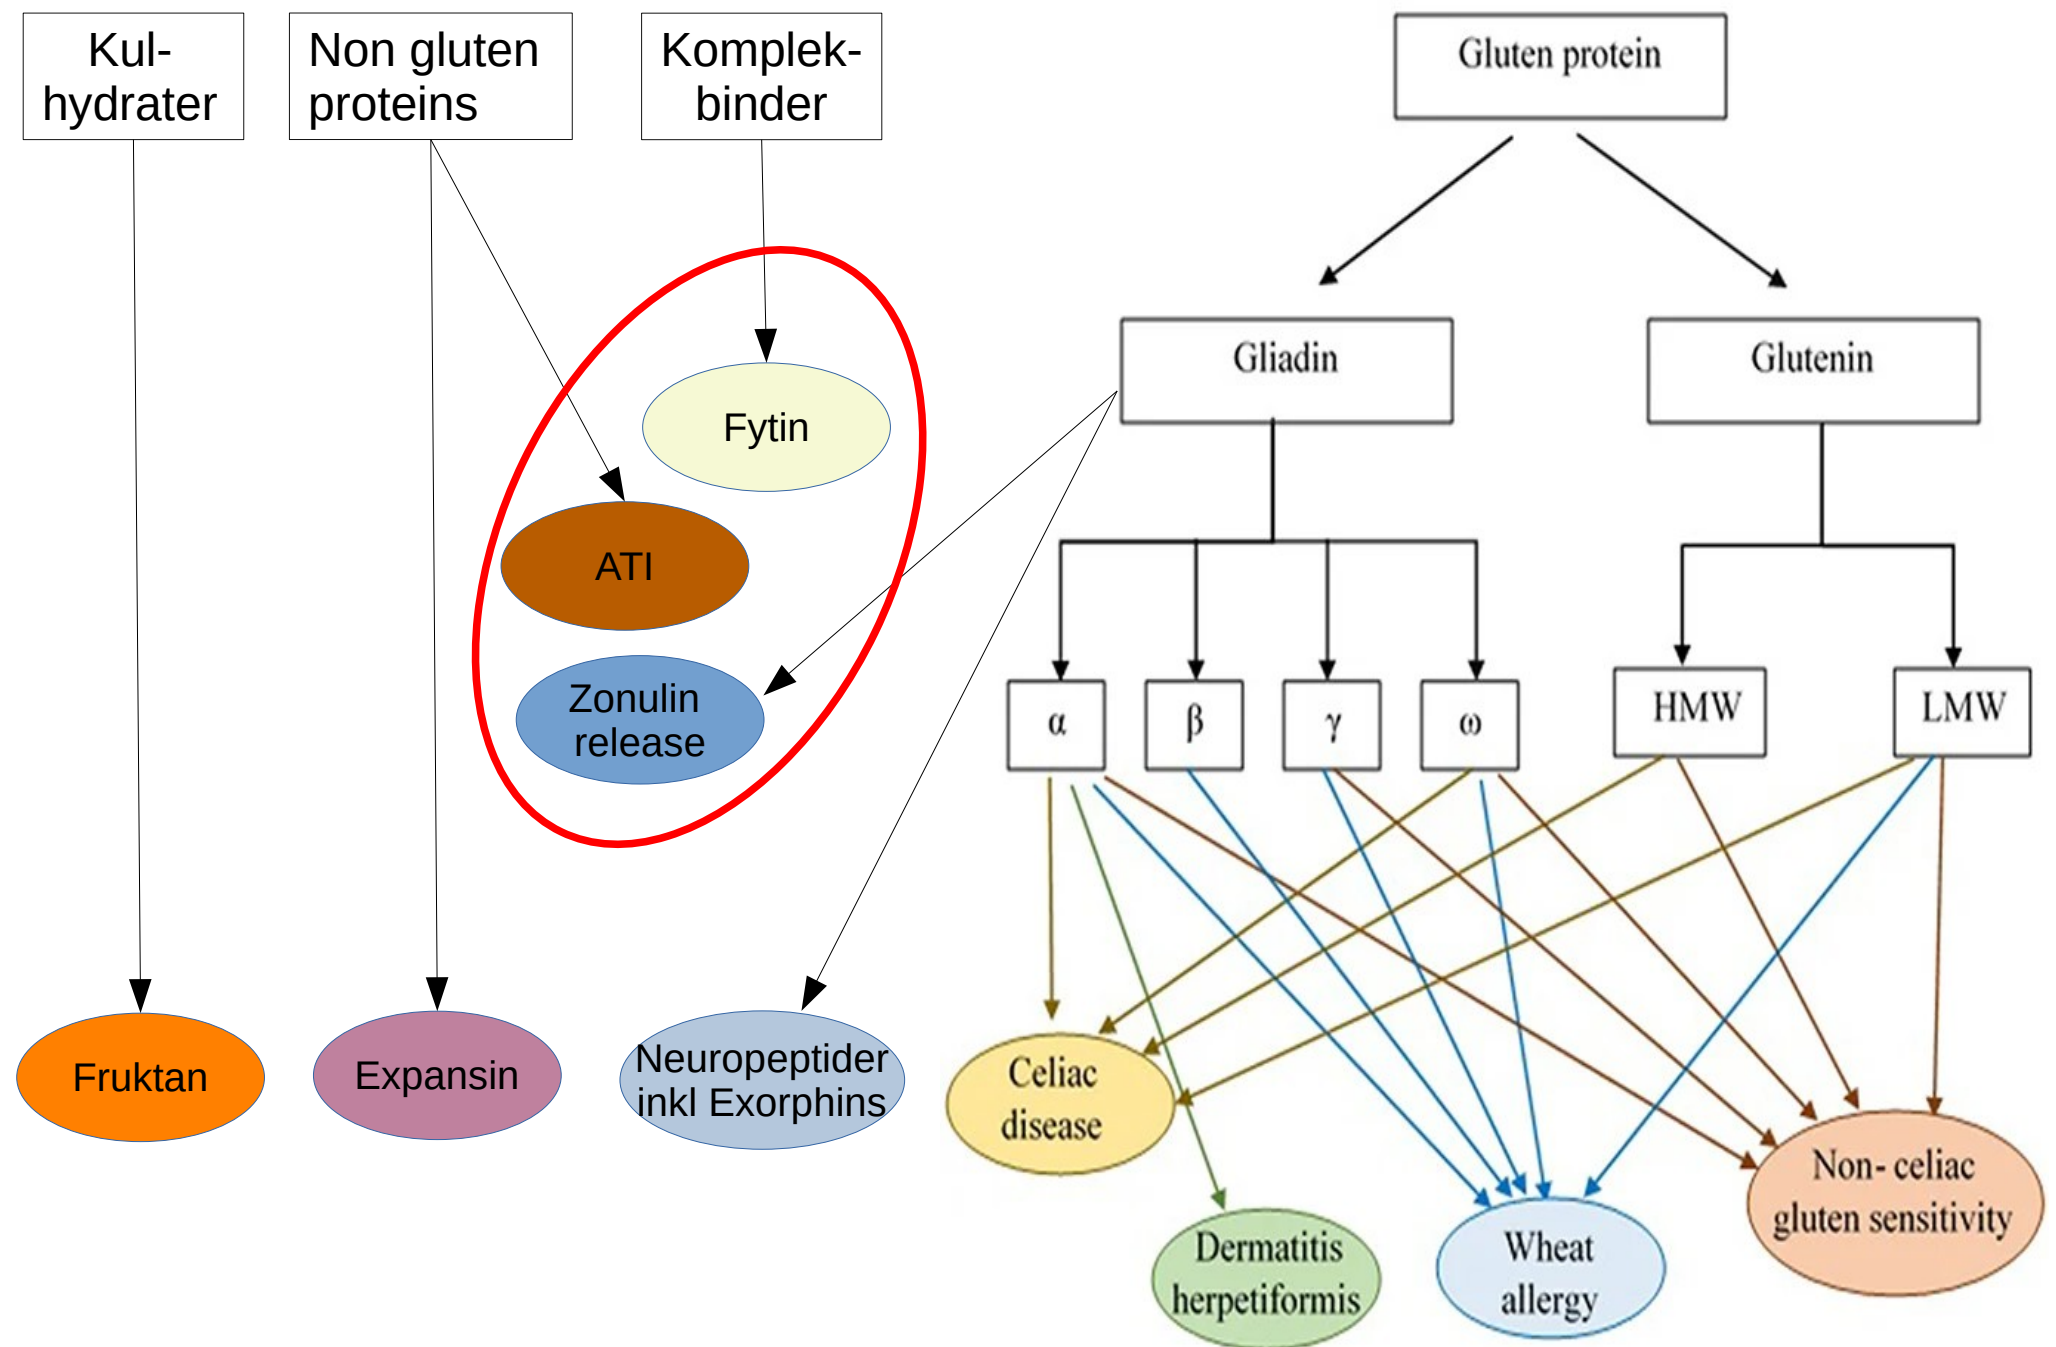 Kul-
hydrater
Non gluten
proteins
Komplek-
binder
Gluten protein
Fytin
Gliadin
Glutenin
ATI
Zonulin
release
α
β
γ
ω
HMW
LMW
Fruktan
Expansin
Neuropeptider
inkl Exorphins
Celiac
disease
Dermatitis
herpetiformis
Wheat
allergy
Non- celiac
gluten sensitivity